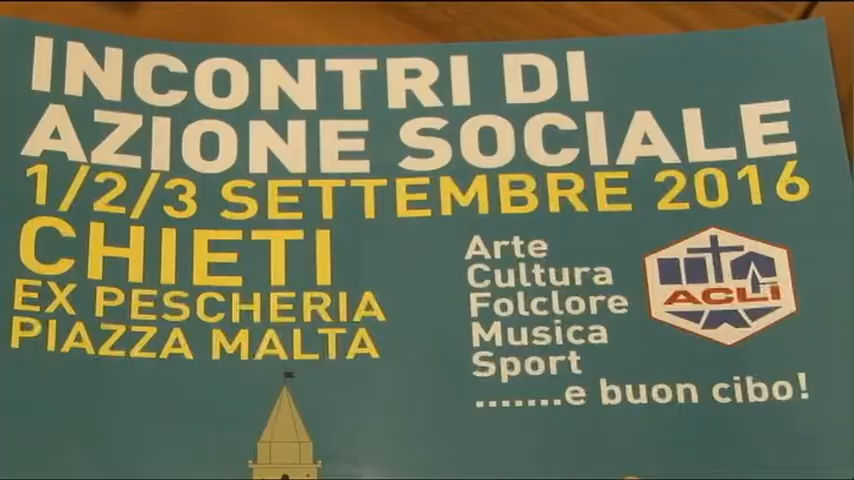 INCONTRI DI
AZIONE SOCIALE
1/2/3 SETTEMBRE 2016
CHIETI
EX PESCHERIA
PIAZZA MALTA
Arte
Cultura
Folclore
Musica
Sport
.......e buon cibo!
ACLI